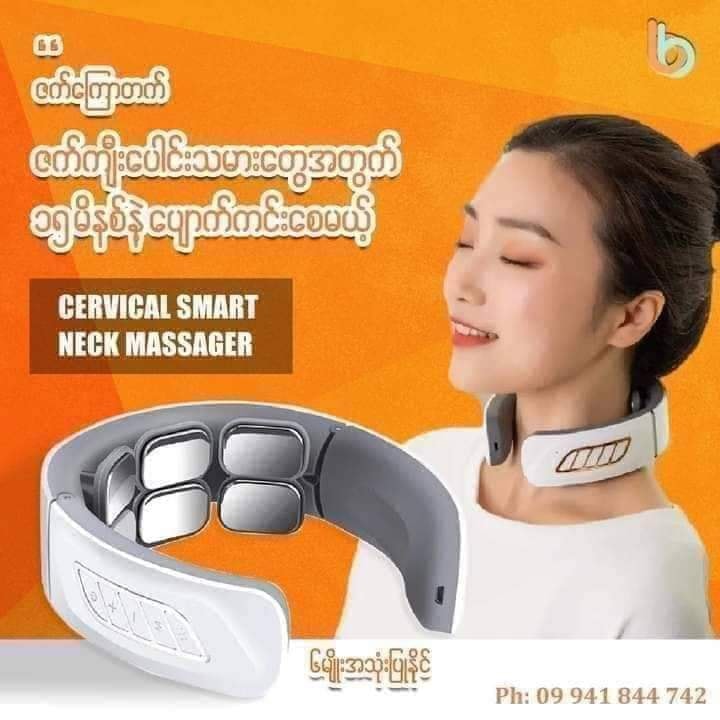 “
ဇက်ကြောတက်
ဇက်ကျီးပေါင်းသမားတွေအတွက်
၁၅မိနစ်နဲ့ ပျောက်ကင်းစေမယ့်
CERVICAL SMART
NECK MASSAGER
၆မျိုးအသုံးပြုနိုင်
Ph: 09 941 844 742